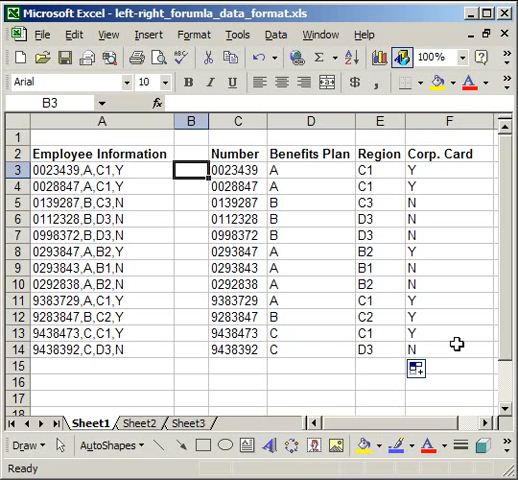 Microsoft Excel - left-right_forumla_data_format.xls
File Edit View Insert Format Tools Data Window Help
100%
Arial 10 B I U $
B3 fx
A B C D E F
1
2 Employee Information Number Benefits Plan Region Corp. Card
3 0023439,A,C1,Y 0023439 A C1 Y
4 0028847,A,C1,Y 0028847 A C1 Y
5 0139287,B,C3,N 0139287 B C3 N
6 0112328,B,D3,N 0112328 B D3 N
7 0998372,B,D3,N 0998372 B D3 N
8 0293847,A,B2,Y 0293847 A B2 Y
9 0293843,A,B1,N 0293843 A B1 N
10 0292838,A,B2,N 0292838 A B2 N
11 9383729,A,C1,Y 9383729 A C1 Y
12 9283847,B,C2,Y 9283847 B C2 Y
13 9438473,C,C1,Y 9438473 C C1 Y
14 9438392,C,D3,N 9438392 C D3 N
15
16
17
18
Sheet1 Sheet2 Sheet3
Draw AutoShapes
Ready